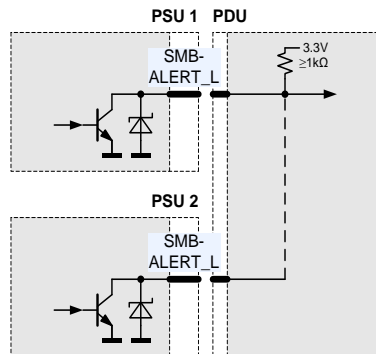 PSU 1 PDU
SMB-
ALERT_L
3.3V
≥1kΩ
PSU 2
SMB-
ALERT_L